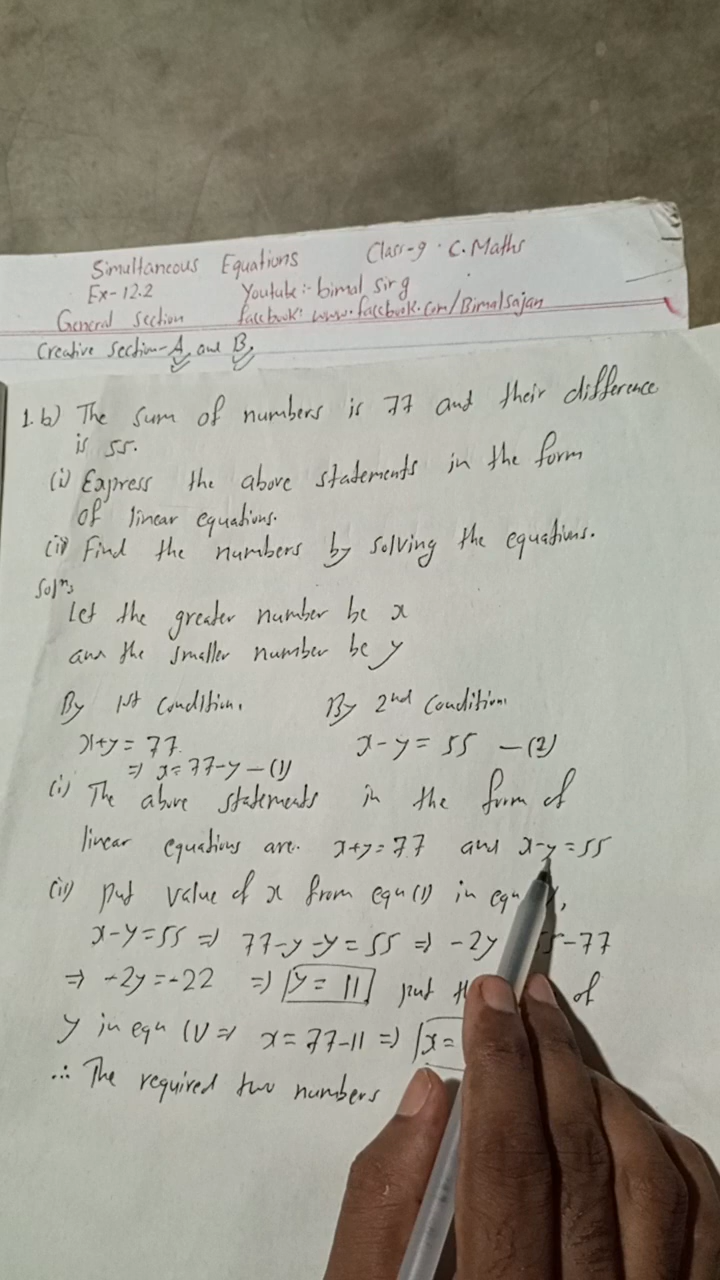 Simultaneous Equations Class-9 C. Maths
Ex-12.2 Youtube:- bimal sir g
General Section facebook: www.facebook.com/Bimalsajan
Creative section-A and B,
1.b) The sum of numbers is 77 and their difference
is 55.
(i) Express the above statements in the form
of linear equations.
(ii) Find the numbers by solving the equations.
Solⁿ,
Let the greater number be x
and the smaller number be y
By 1st Condition, By 2nd Condition,
x+y = 77 x-y = 55 —(2)
⇒ x=77-y —(1)
(i) The above statements in the form of
linear equations are. x+y=77 and x-y=55
(ii) put value of x from eqn(1) in eqn
x-y=55 ⇒ 77-y-y=55 ⇒ -2y -77
⇒ -2y=-22 ⇒ y = 11 put of
y in eqn (1) ⇒ x=77-11 ⇒ x=
∴ The required two numbers